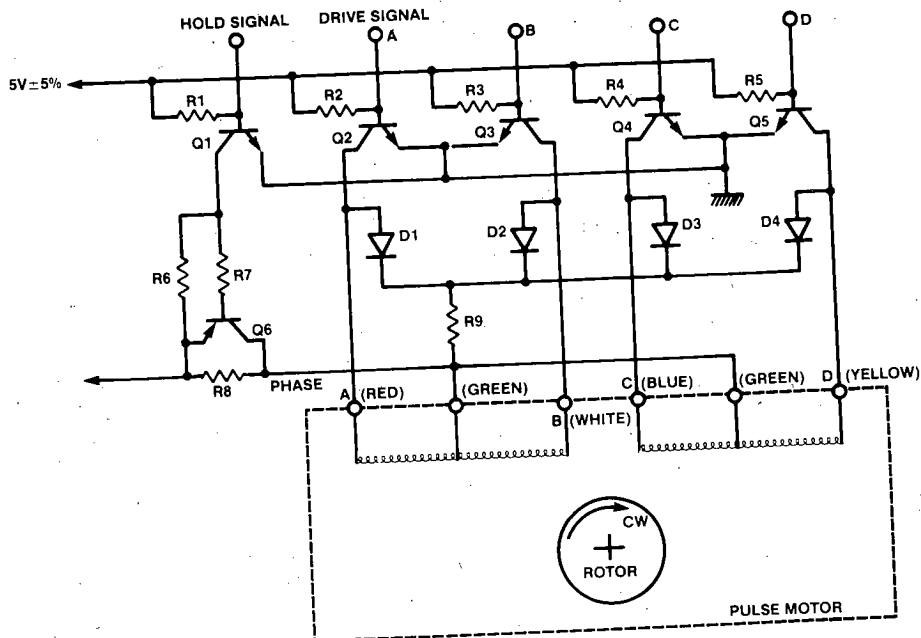 HOLD SIGNAL
DRIVE SIGNAL
A
B
C
D
5V±5%
R1
R2
R3
R4
R5
Q1
Q2
Q3
Q4
Q5
D1
D2
D3
D4
R6
R7
Q6
R9
R8
PHASE
A (RED)
(GREEN)
B (WHITE)
C (BLUE)
(GREEN)
D (YELLOW)
CW
ROTOR
PULSE MOTOR